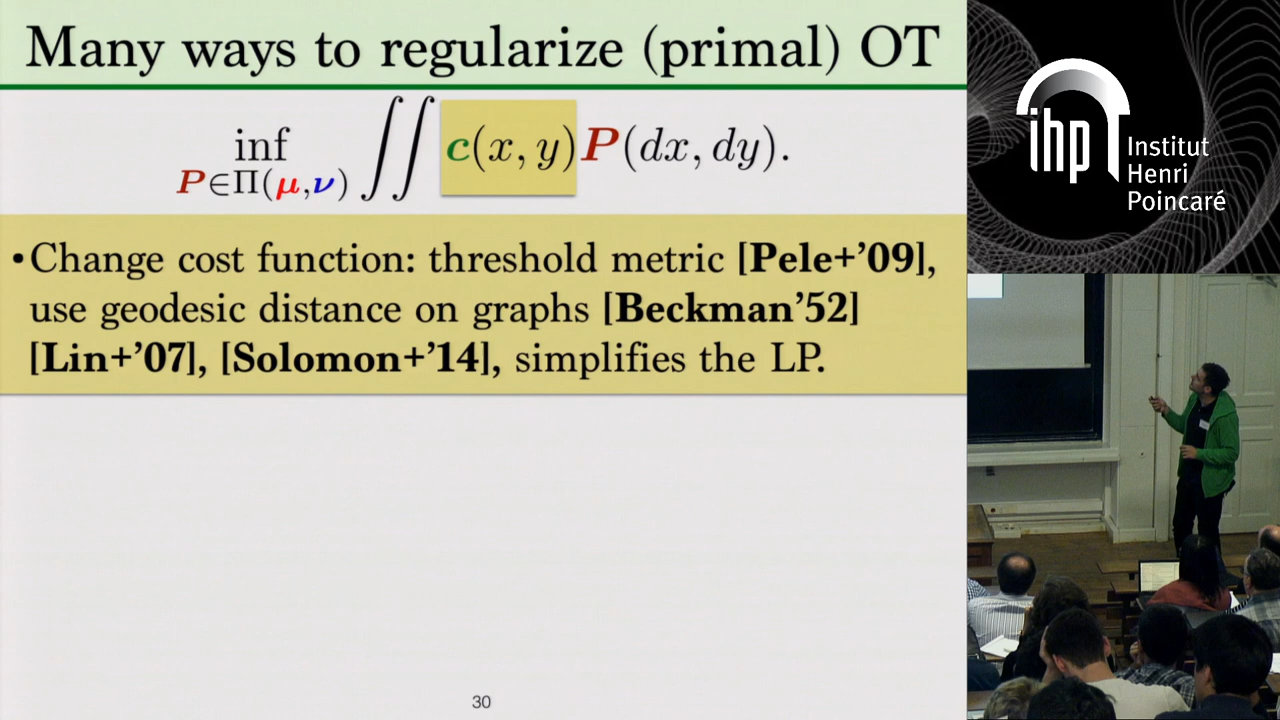 Many ways to regularize (primal) OT
inf ∬ c(x, y)P(dx, dy).
P∈Π(μ,ν)
•Change cost function: threshold metric [Pele+’09],
use geodesic distance on graphs [Beckman’52]
[Lin+’07], [Solomon+’14], simplifies the LP.
30
ihp
Institut
Henri
Poincaré